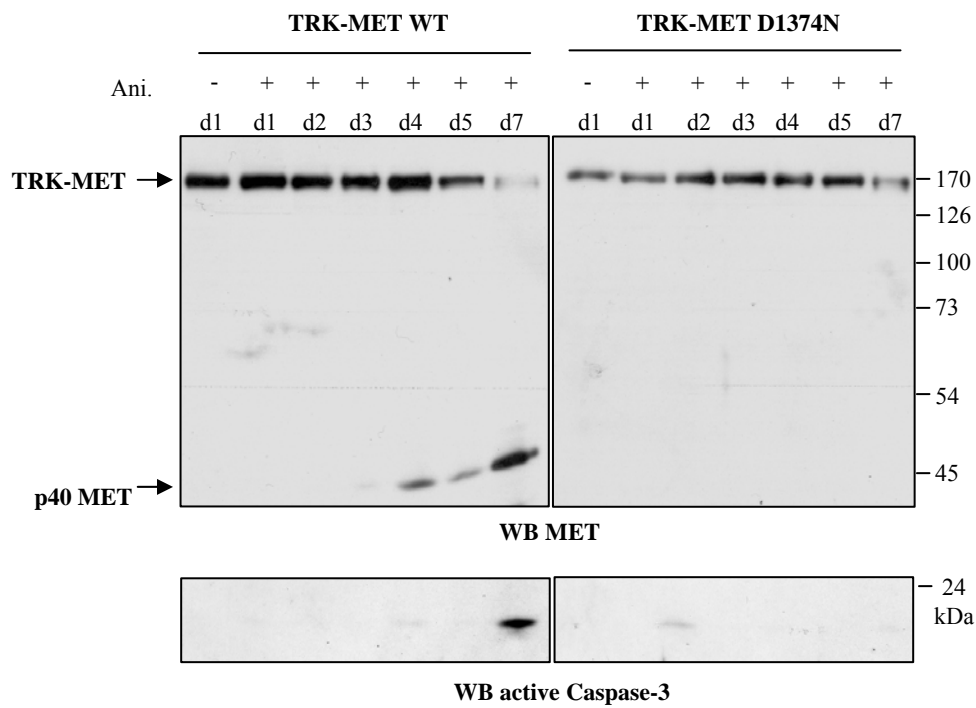 TRK-MET WT TRK-MET D1374N
Ani. - + + + + + + - + + + + + +
d1 d1 d2 d3 d4 d5 d7 d1 d1 d2 d3 d4 d5 d7
TRK-MET
170
126
100
73
54
45
p40 MET
WB MET
24
kDa
WB active Caspase-3